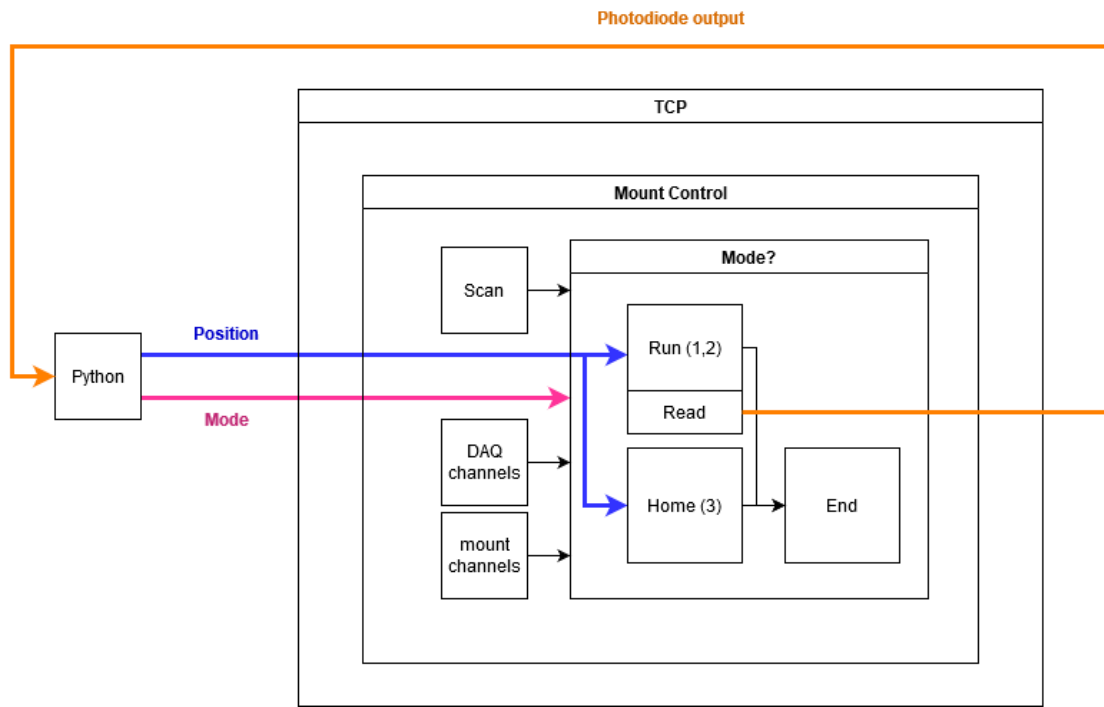 Photodiode output
TCP
Mount Control
Mode?
Scan
Position
Run (1,2)
Python
Mode
Read
DAQ
channels
Home (3)
End
mount
channels